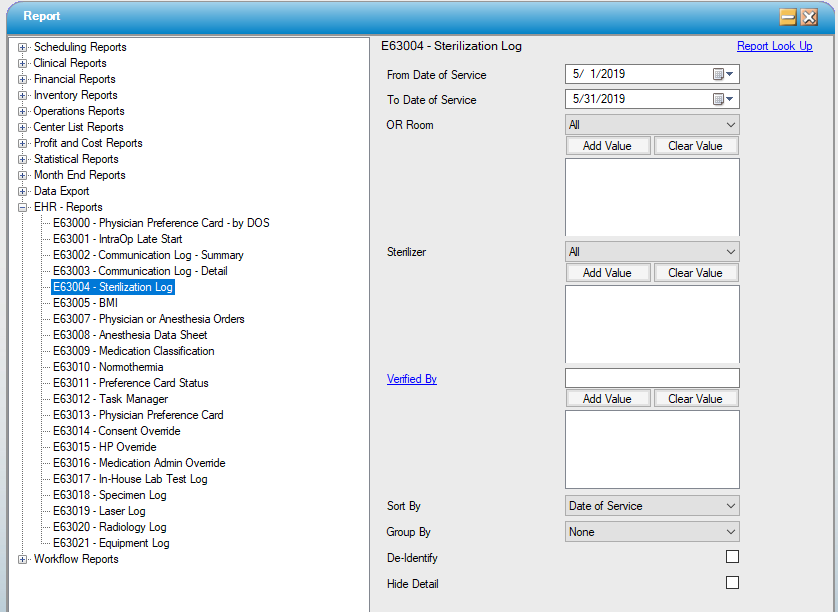 Report
Scheduling Reports
Clinical Reports
Financial Reports
Inventory Reports
Operations Reports
Center List Reports
Profit and Cost Reports
Statistical Reports
Month End Reports
Data Export
EHR - Reports
E63000 - Physician Preference Card - by DOS
E63001 - IntraOp Late Start
E63002 - Communication Log - Summary
E63003 - Communication Log - Detail
E63004 - Sterilization Log
E63005 - BMI
E63007 - Physician or Anesthesia Orders
E63008 - Anesthesia Data Sheet
E63009 - Medication Classification
E63010 - Normothermia
E63011 - Preference Card Status
E63012 - Task Manager
E63013 - Physician Preference Card
E63014 - Consent Override
E63015 - HP Override
E63016 - Medication Admin Override
E63017 - In-House Lab Test Log
E63018 - Specimen Log
E63019 - Laser Log
E63020 - Radiology Log
E63021 - Equipment Log
Workflow Reports
E63004 - Sterilization Log Report Look Up
From Date of Service 5/ 1/2019
To Date of Service 5/31/2019
OR Room All
Add Value Clear Value
Sterilizer All
Add Value Clear Value
Verified By
Add Value Clear Value
Sort By Date of Service
Group By None
De-Identify
Hide Detail